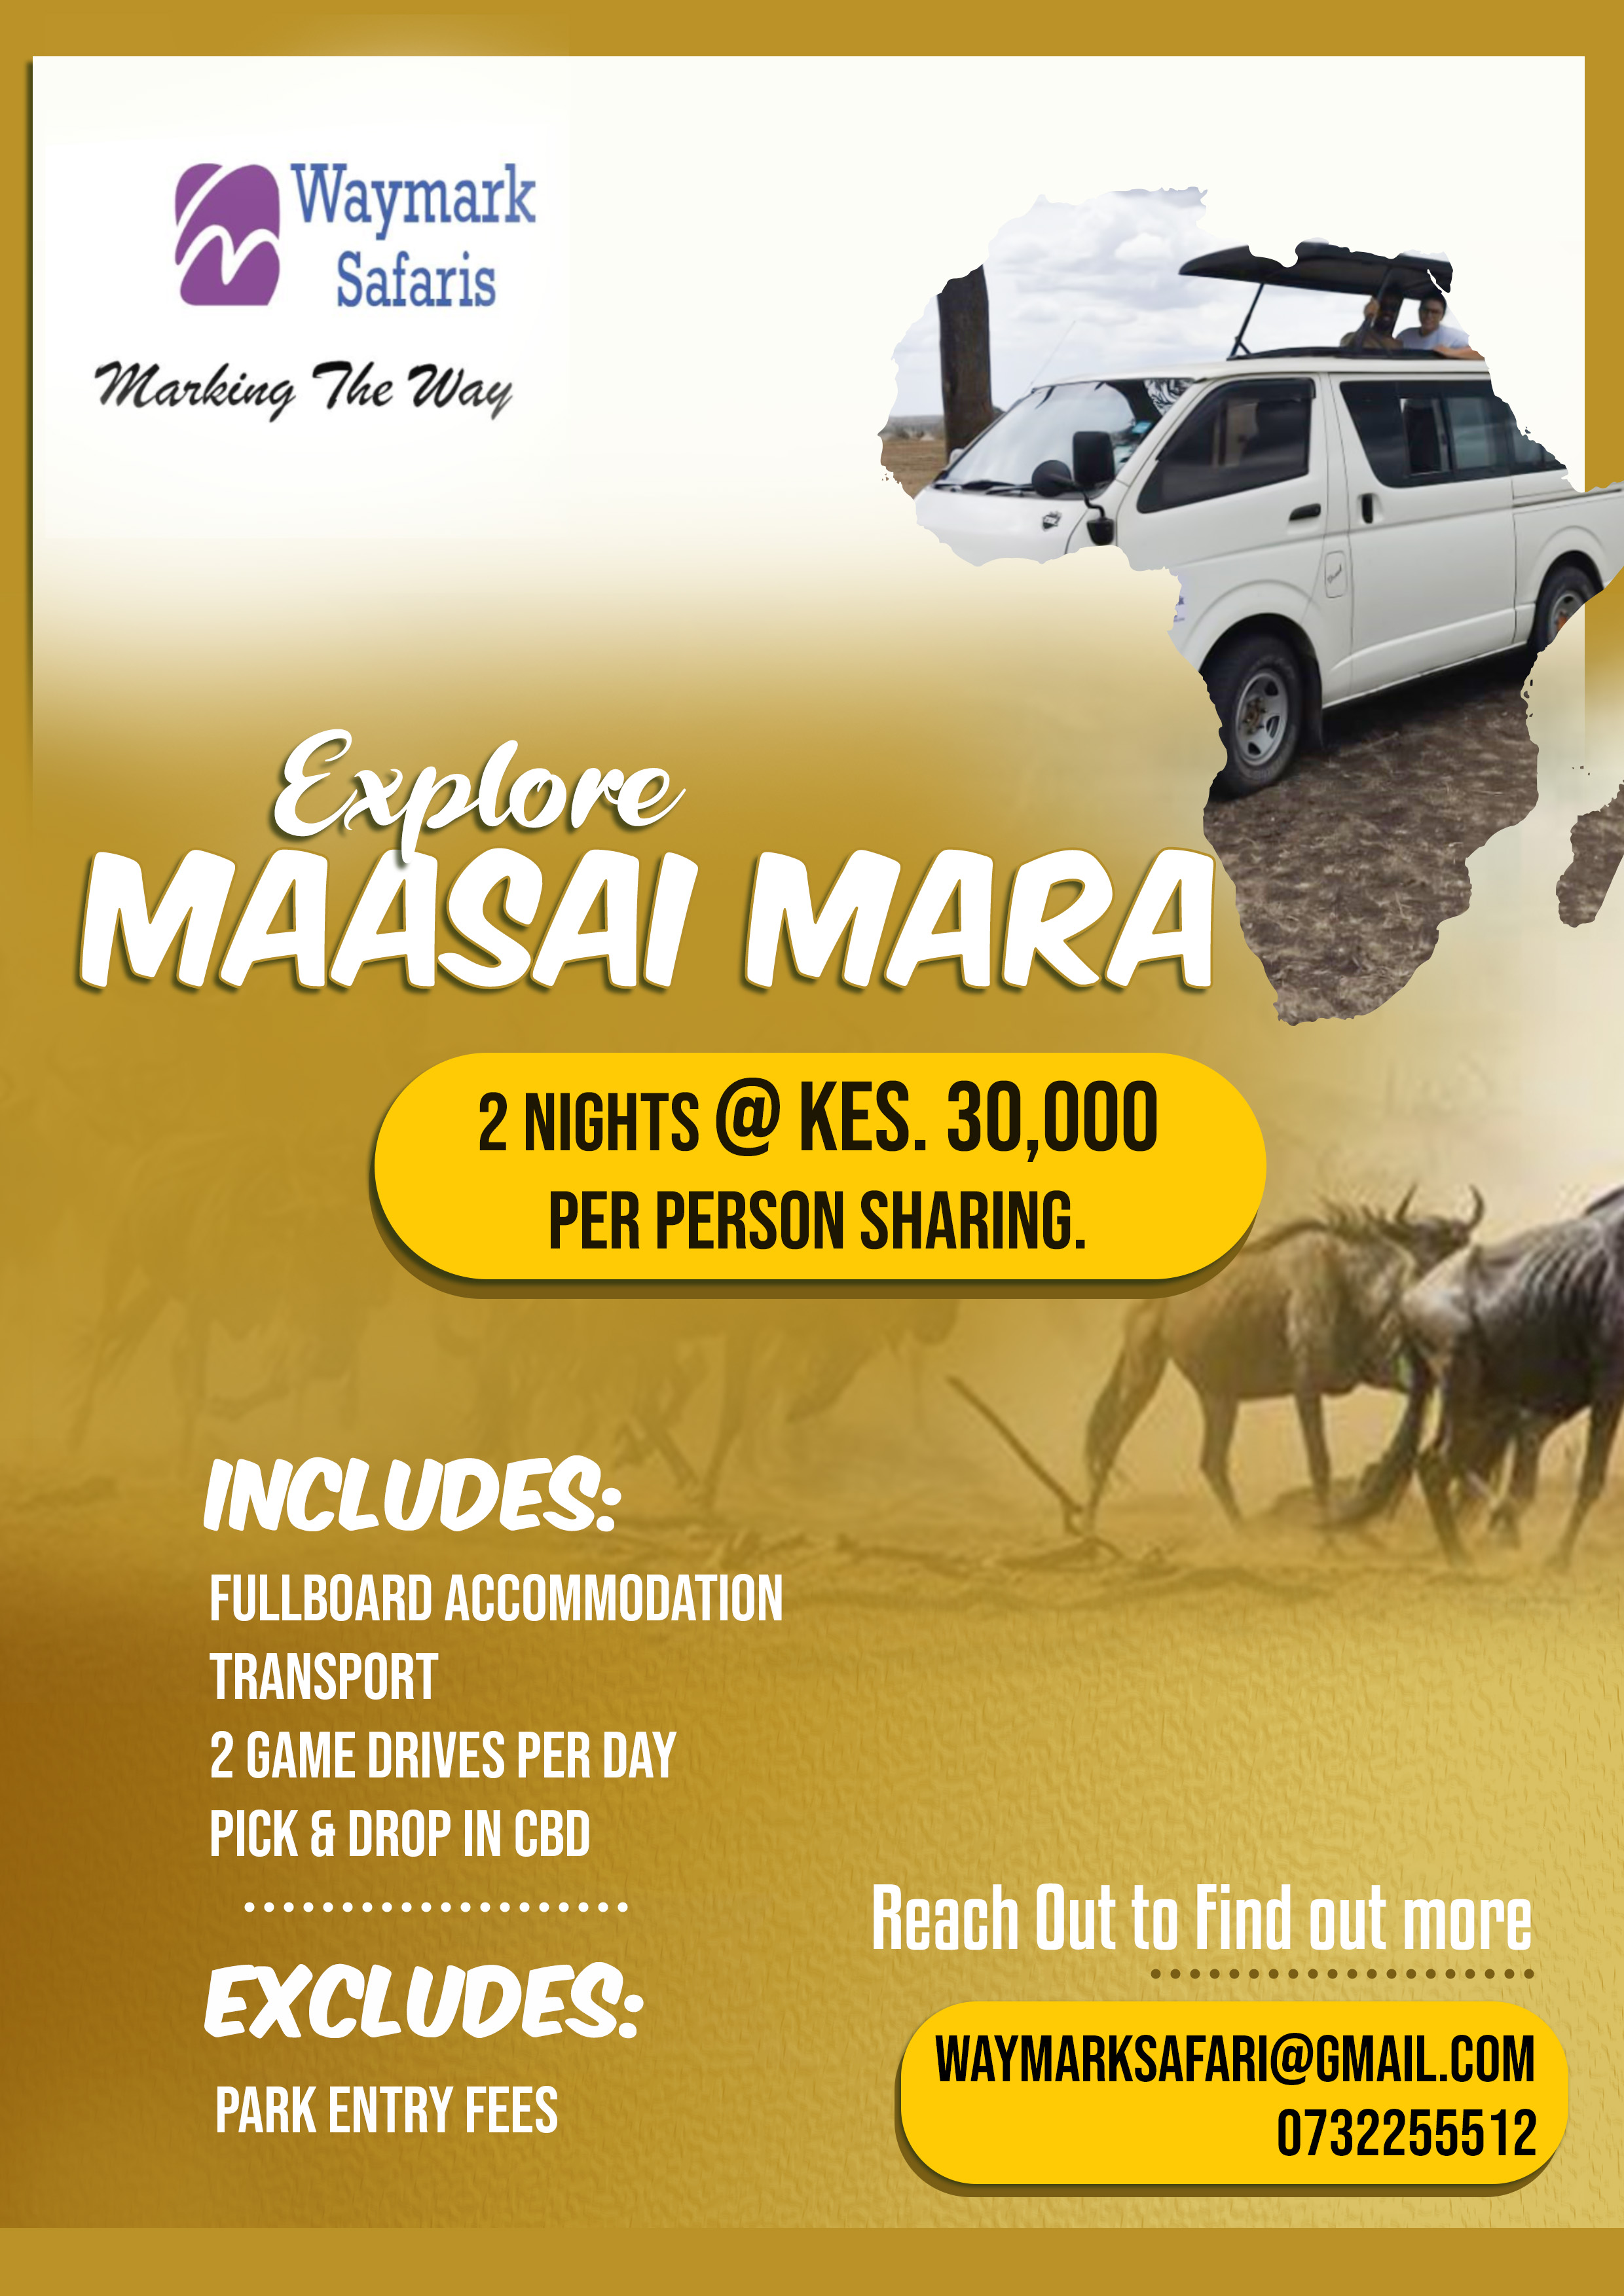 Waymark
Safaris
Marking The Way
Explore
MAASAI MARA
2 NIGHTS @ KES. 30,000
PER PERSON SHARING.
INCLUDES:
FULLBOARD ACCOMMODATION
TRANSPORT
2 GAME DRIVES PER DAY
PICK & DROP IN CBD
EXCLUDES:
PARK ENTRY FEES
Reach Out to Find out more
WAYMARKSAFARI@GMAIL.COM
0732255512